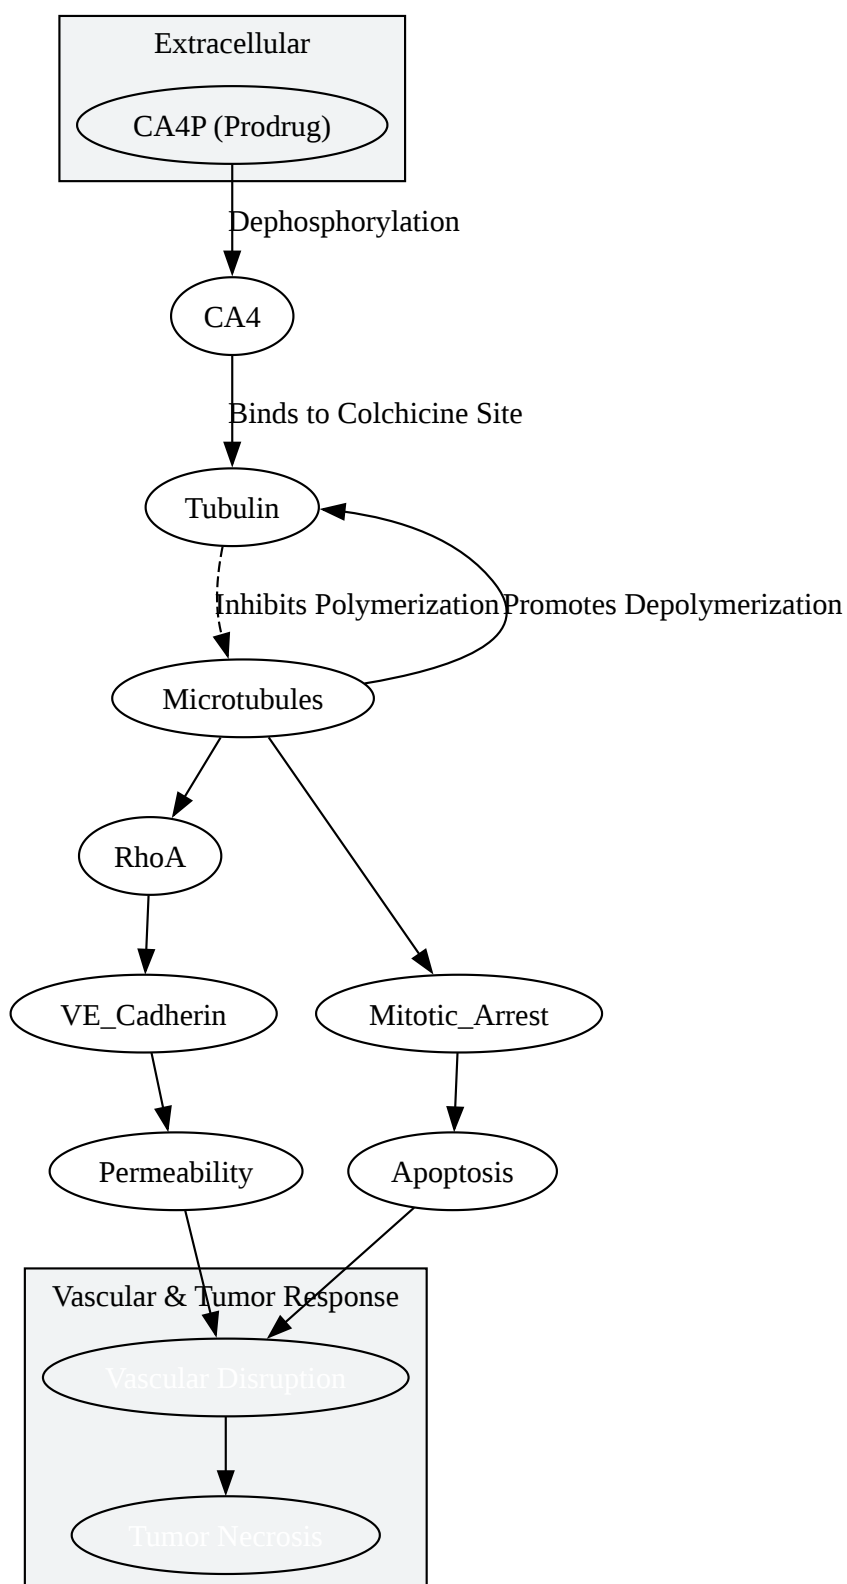 Extracellular
CA4P (Prodrug)
Dephosphorylation
CA4
Binds to Colchicine Site
Tubulin
Inhibits Polymerization
Promotes Depolymerization
Microtubules
RhoA
VE_Cadherin
Mitotic_Arrest
Permeability
Apoptosis
Vascular & Tumor Response
Vascular Disruption
Tumor Necrosis